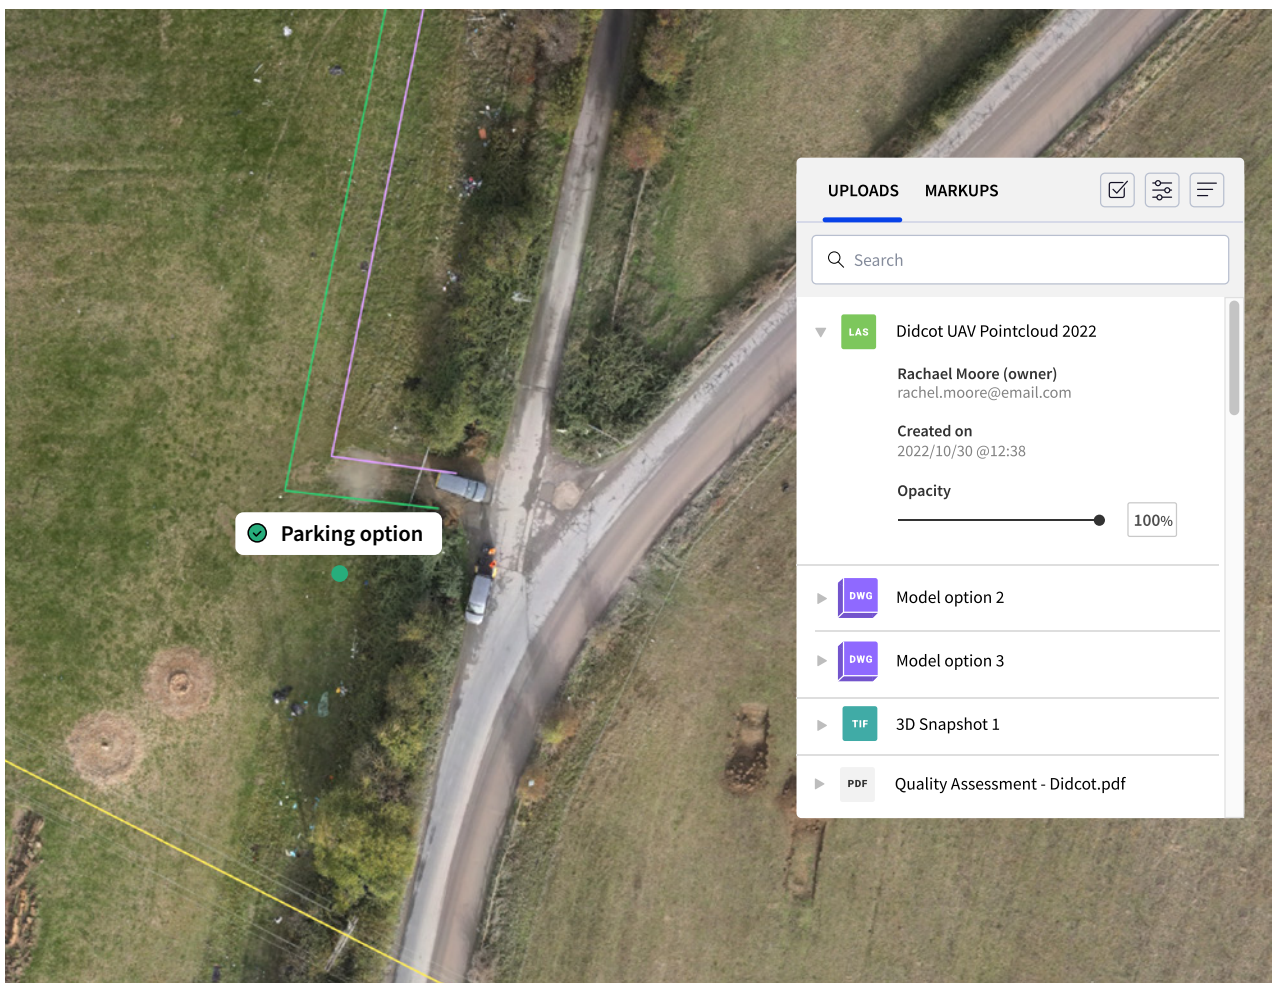 UPLOADS MARKUPS
Search
LAS Didcot UAV Pointcloud 2022
Rachael Moore (owner)
rachel.moore@email.com
Created on
2022/10/30 @12:38
Opacity
100%
Parking option
DWG Model option 2
DWG Model option 3
TIF 3D Snapshot 1
PDF Quality Assessment - Didcot.pdf